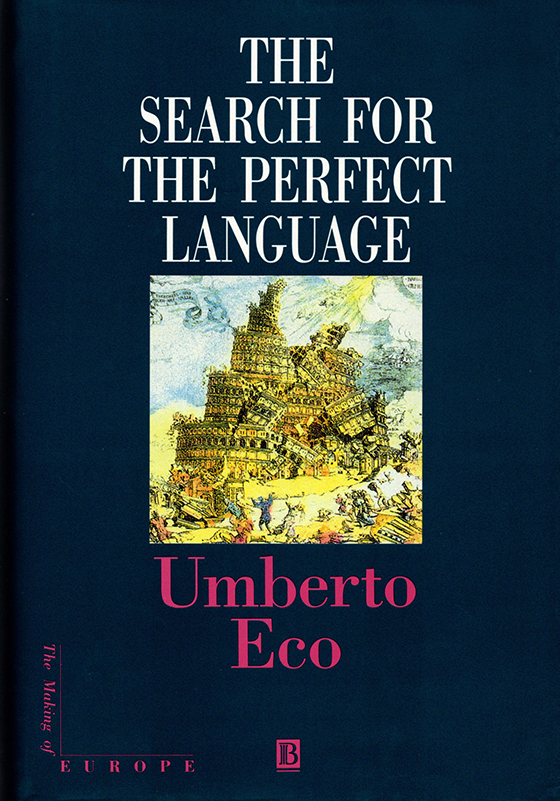 THE
SEARCH FOR
THE PERFECT
LANGUAGE
Umberto
Eco
The Making of
EUROPE
B